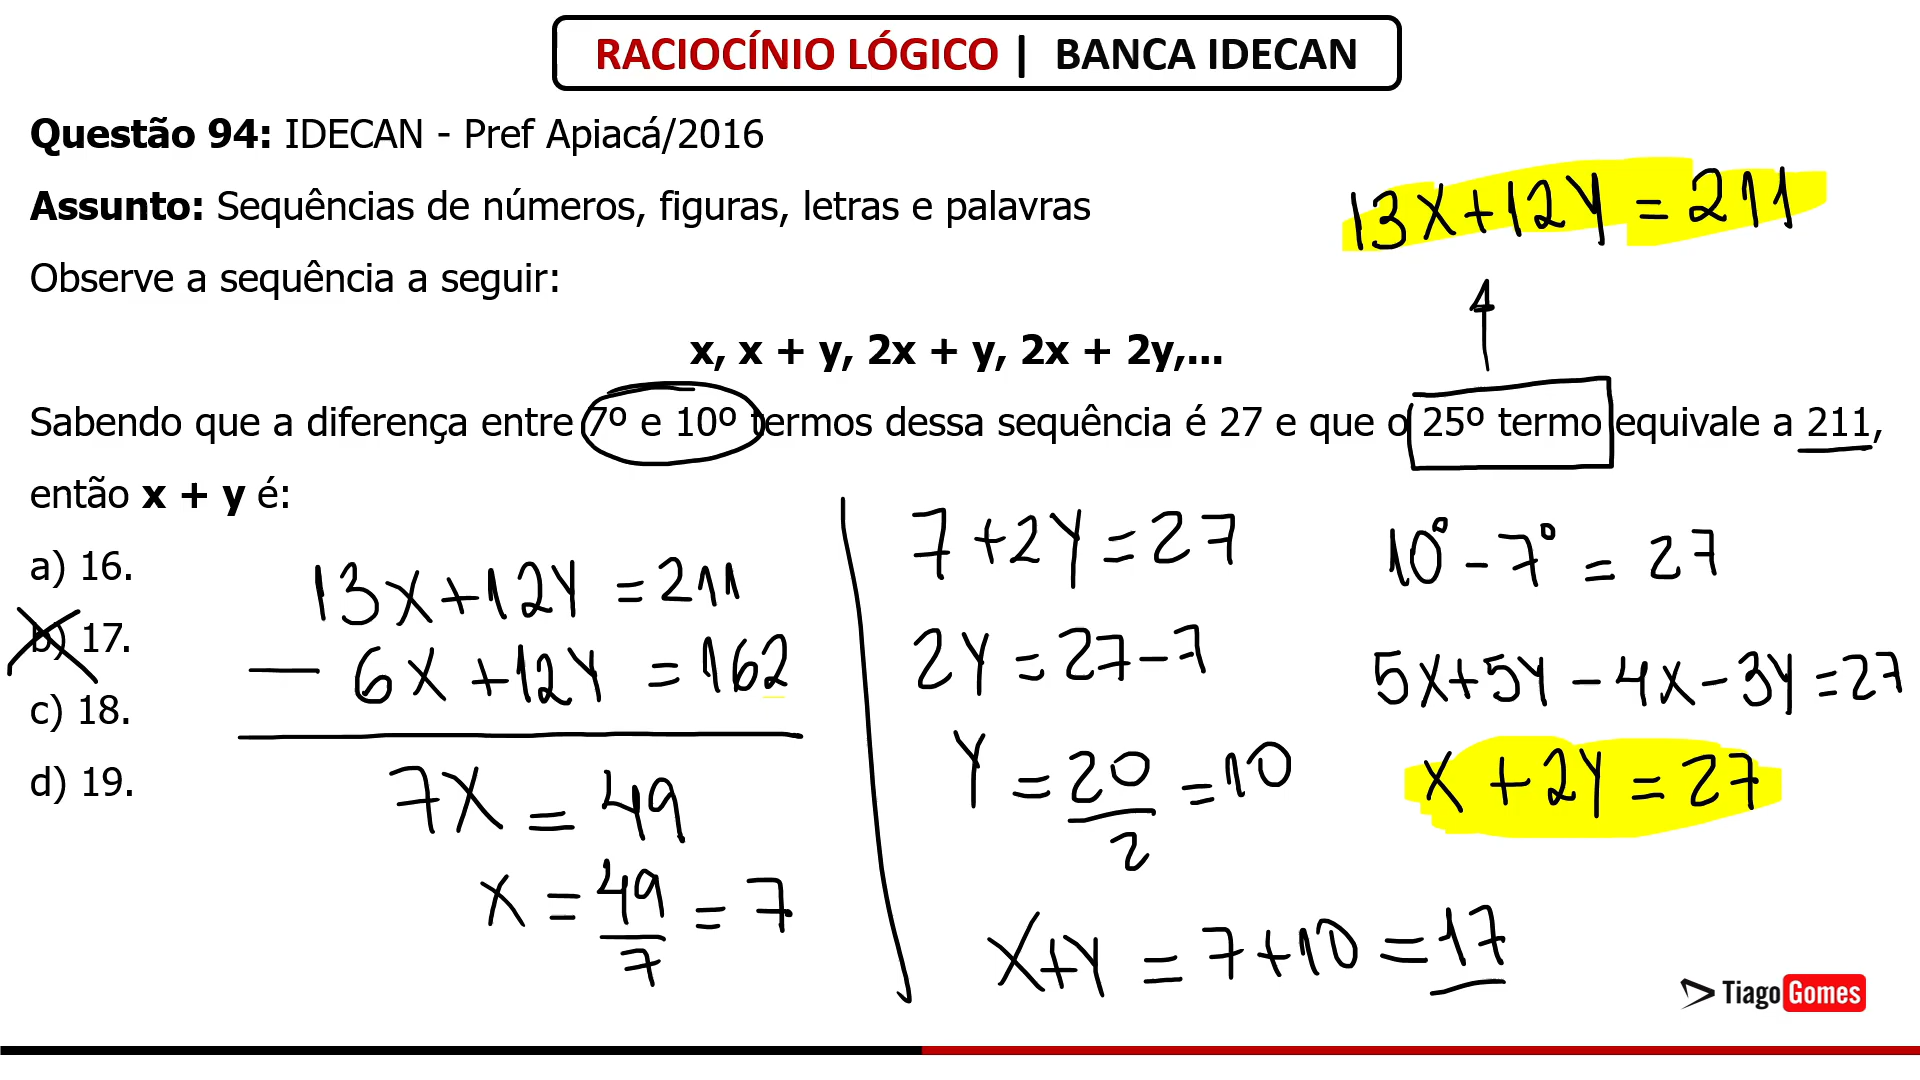 RACIOCÍNIO LÓGICO | BANCA IDECAN
Questão 94: IDECAN - Pref Apiacá/2016
Assunto: Sequências de números, figuras, letras e palavras
13X+12Y=211
Observe a sequência a seguir:
x, x + y, 2x + y, 2x + 2y,...
Sabendo que a diferença entre 7º e 10º termos dessa sequência é 27 e que o 25º termo equivale a 211,
então x + y é:
a) 16.
b) 17.
c) 18.
d) 19.
13X+12Y=211
— 6X+12Y=162
7X=49
X=49/7=7
7+2Y=27
2Y=27-7
Y=20/2=10
X+Y=7+10=17
10°-7°=27
5X+5Y-4X-3Y=27
X+2Y=27
Tiago Gomes